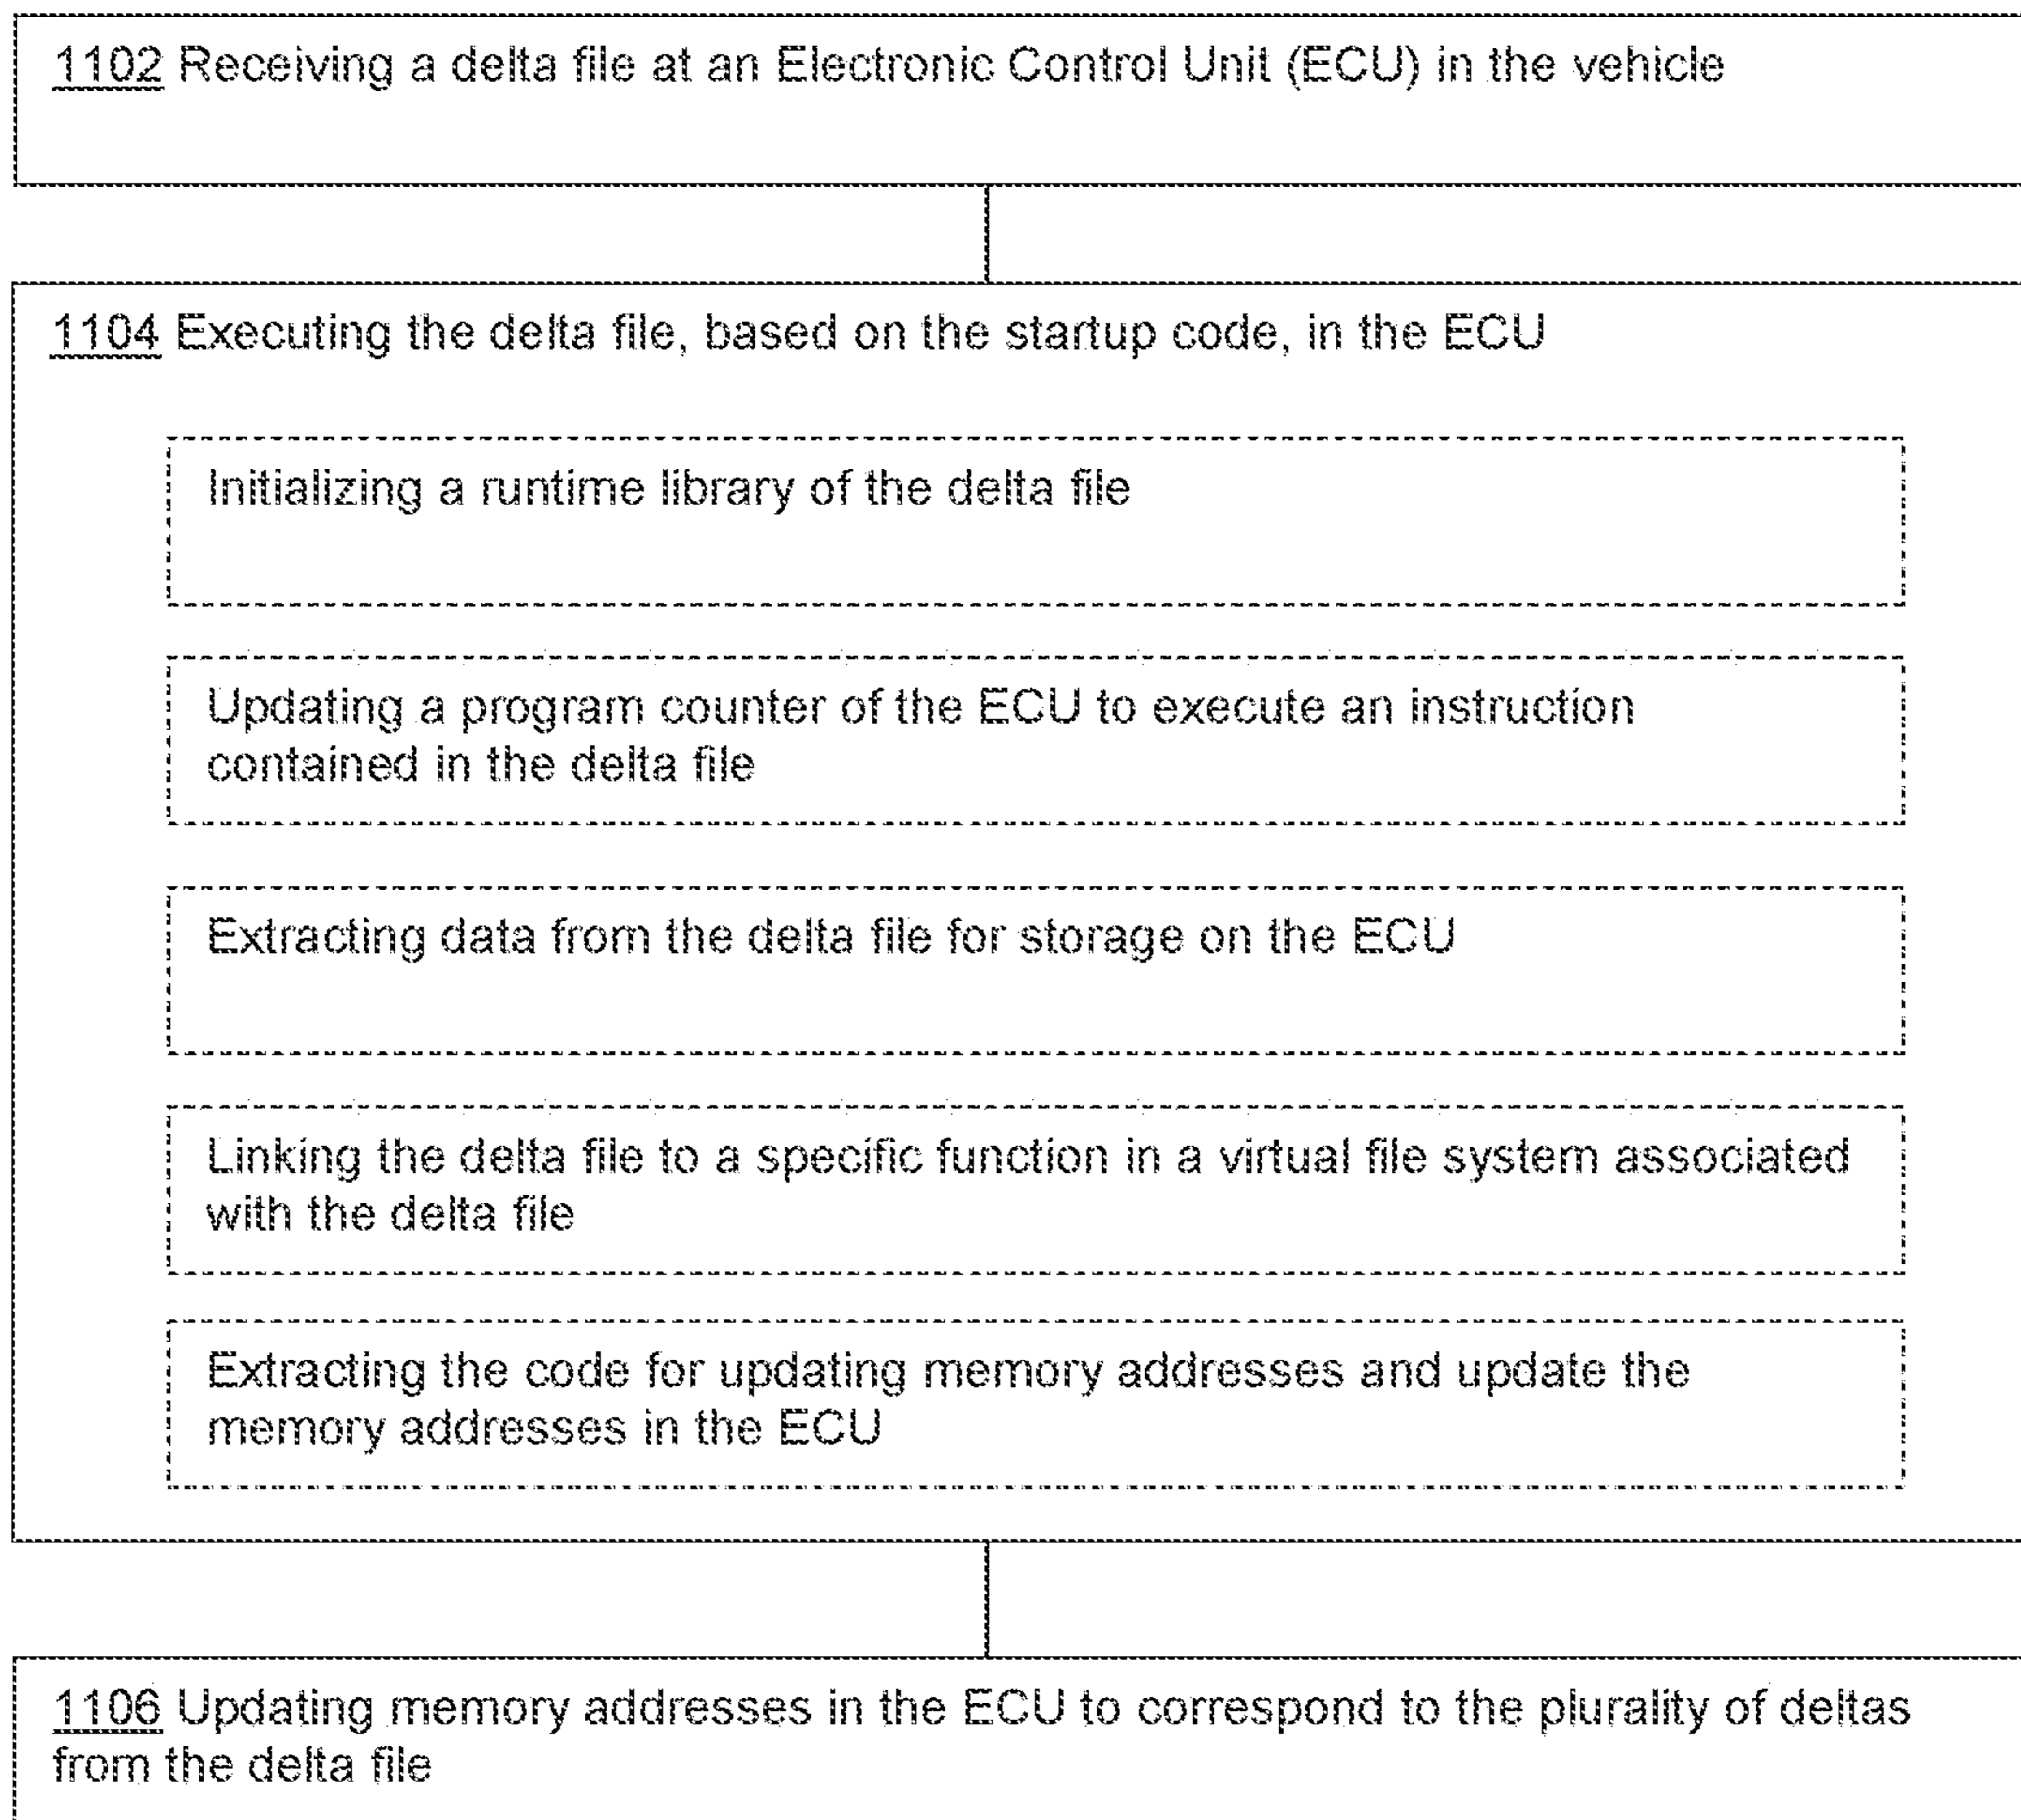 1102 Receiving a delta file at an Electronic Control Unit (ECU) in the vehicle
1104 Executing the delta file, based on the startup code, in the ECU
Initializing a runtime library of the delta file
Updating a program counter of the ECU to execute an instruction
contained in the delta file
Extracting data from the delta file for storage on the ECU
Linking the delta file to a specific function in a virtual file system associated
with the delta file
Extracting the code for updating memory addresses and update the
memory addresses in the ECU
1106 Updating memory addresses in the ECU to correspond to the plurality of deltas
from the delta file